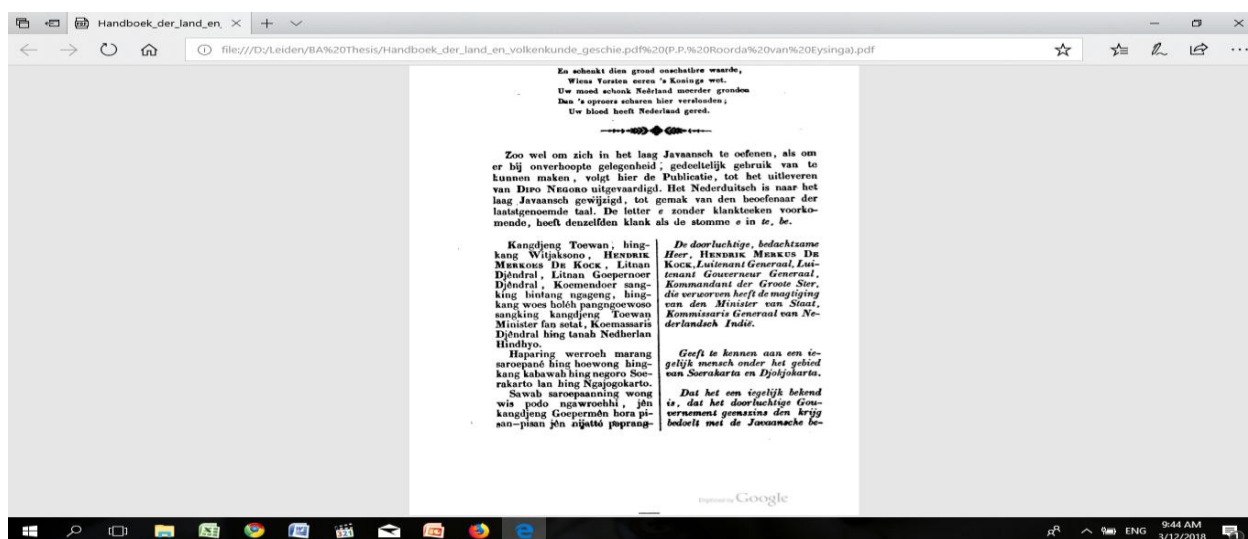 Handboek_der_land_en_
file:///D:/Leiden/BA%20Thesis/Handboek_der_land_en_volkenkunde_geschie.pdf%20(P.P.%20Roorda%20van%20Eysinga).pdf
En schenkt dien grond onschatbre waarde,
Wiens Vorsten eeren 's Konings wet.
Uw moed schonk Neêrland meerder gronden
Dan 's oproers scharen hier verslonden;
Uw bloed heeft Nederland gered.
Zoo wel om zich in het laag Javaansch te oefenen, als om
er bij onverhoopte gelegenheid, gedeeltelijk gebruik van te
kunnen maken, volgt hier de Publicatie, tot het uitleveren
van DIPO NEGORO uitgevaardigd. Het Nederduitsch is naar het
laag Javaansch gewijzigd, tot gemak van den beoefenaar der
laatstgenoemde taal. De letter e zonder klankteeken voorko-
mende, heeft denzelfden klank als de stomme e in te, be.
Kangdjeng Toewan, hing-
kang Witjaksono, HENDRIK
MERKOES DE KOCK, Litnan
Djèndral, Litnan Goepernoer
Djèndral, Koemendoer sang-
king bintang ngageng, hing-
kang woes holéh pangngoewoso
sangking kangdjeng Toewan
Minister fan setat, Koemassaris
Djèndral hing tanah Nedherlan
Hindhyo.
Haparing werroeh marang
saroepané hing hoewong hing-
kang kabawah hing negoro Soe-
rakarto lan hing Ngajogokarto.
Sawab saroepaanning wong
wis podo ngawroehhi, jèn
kangdjeng Goepermèn hora pi-
san-pisan jèn nijatté peprang-
De doorluchtige, bedachtzame
Heer, HENDRIK MERKUS DE
KOCK, Luitenant Generaal, Lui-
tenant Gouverneur Generaal,
Kommandant der Groote Ster,
die verworven heeft de magtiging
van den Minister van Staat,
Kommissaris Generaal van Ne-
derlandsch Indië.
Geeft te kennen aan een ie-
gelijk mensch onder het gebied
van Soerakarta en Djokjokarta.
Dat het een iegelijk bekend
is, dat het doorluchtige Gou-
vernement geenszins den krijg
bedoelt met de Javaansche be-
Google
ENG
9:44 AM
3/12/2018